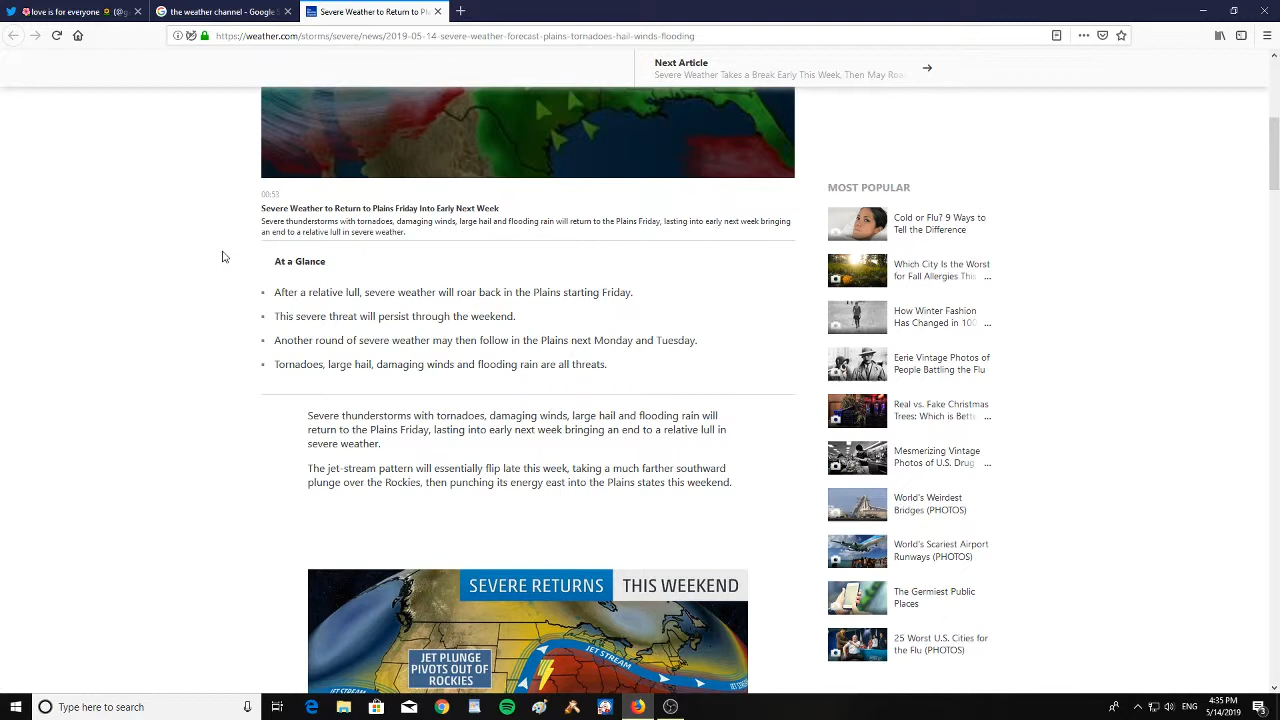 love is for everyone
the weather channel - Google S
Severe Weather to Return to Pla
https://weather.com/storms/severe/news/2019-05-14-severe-weather-forecast-plains-tornadoes-hail-winds-flooding
Next Article
Severe Weather Takes a Break Early This Week, Then May Roa
00:53
Severe Weather to Return to Plains Friday Into Early Next Week
Severe thunderstorms with tornadoes, damaging winds, large hail and flooding rain will return to the Plains Friday, lasting into early next week bringing
an end to a relative lull in severe weather.
At a Glance
After a relative lull, severe weather will roar back in the Plains starting Friday.
This severe threat will persist through the weekend.
Another round of severe weather may then follow in the Plains next Monday and Tuesday.
Tornadoes, large hail, damaging winds and flooding rain are all threats.
Severe thunderstorms with tornadoes, damaging winds, large hail and flooding rain will
return to the Plains Friday, lasting into early next week bringing an end to a relative lull in
severe weather.
The jet-stream pattern will essentially flip late this week, taking a much farther southward
plunge over the Rockies, then punching its energy east into the Plains states this weekend.
SEVERE RETURNS THIS WEEKEND
JET STREAM
JET PLUNGE
PIVOTS OUT OF
ROCKIES
JET STREAM
MOST POPULAR
Cold or Flu? 9 Ways to
Tell the Difference
Which City Is the Worst
for Fall Allergies This ...
How Winter Fashion
Has Changed in 100 ...
Eerie Vintage Photos of
People Battling the Flu
Real vs. Fake Christmas
Trees: Which is Bette ...
Mesmerizing Vintage
Photos of U.S. Drug ...
World's Weirdest
Bridges (PHOTOS)
World's Scariest Airport
Runways (PHOTOS)
The Germiest Public
Places
25 Worst U.S. Cities for
the Flu (PHOTOS)
Type here to search
ENG
4:35 PM
5/14/2019